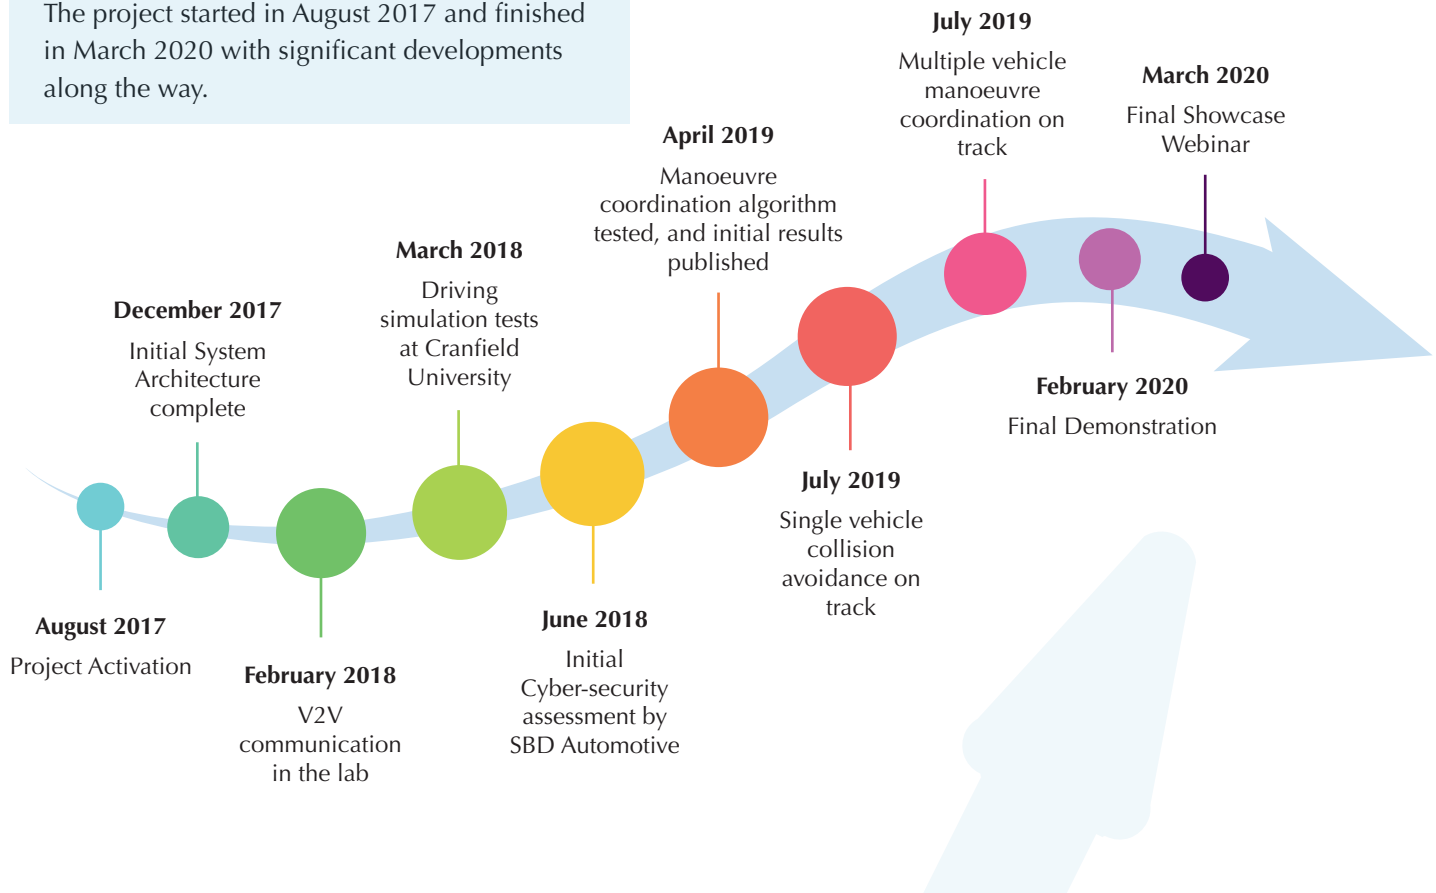 The project started in August 2017 and finished
in March 2020 with significant developments
along the way.
August 2017
Project Activation
December 2017
Initial System
Architecture
complete
February 2018
V2V
communication
in the lab
March 2018
Driving
simulation tests
at Cranfield
University
June 2018
Initial
Cyber-security
assessment by
SBD Automotive
April 2019
Manoeuvre
coordination algorithm
tested, and initial results
published
July 2019
Single vehicle
collision
avoidance on
track
July 2019
Multiple vehicle
manoeuvre
coordination on
track
February 2020
Final Demonstration
March 2020
Final Showcase
Webinar